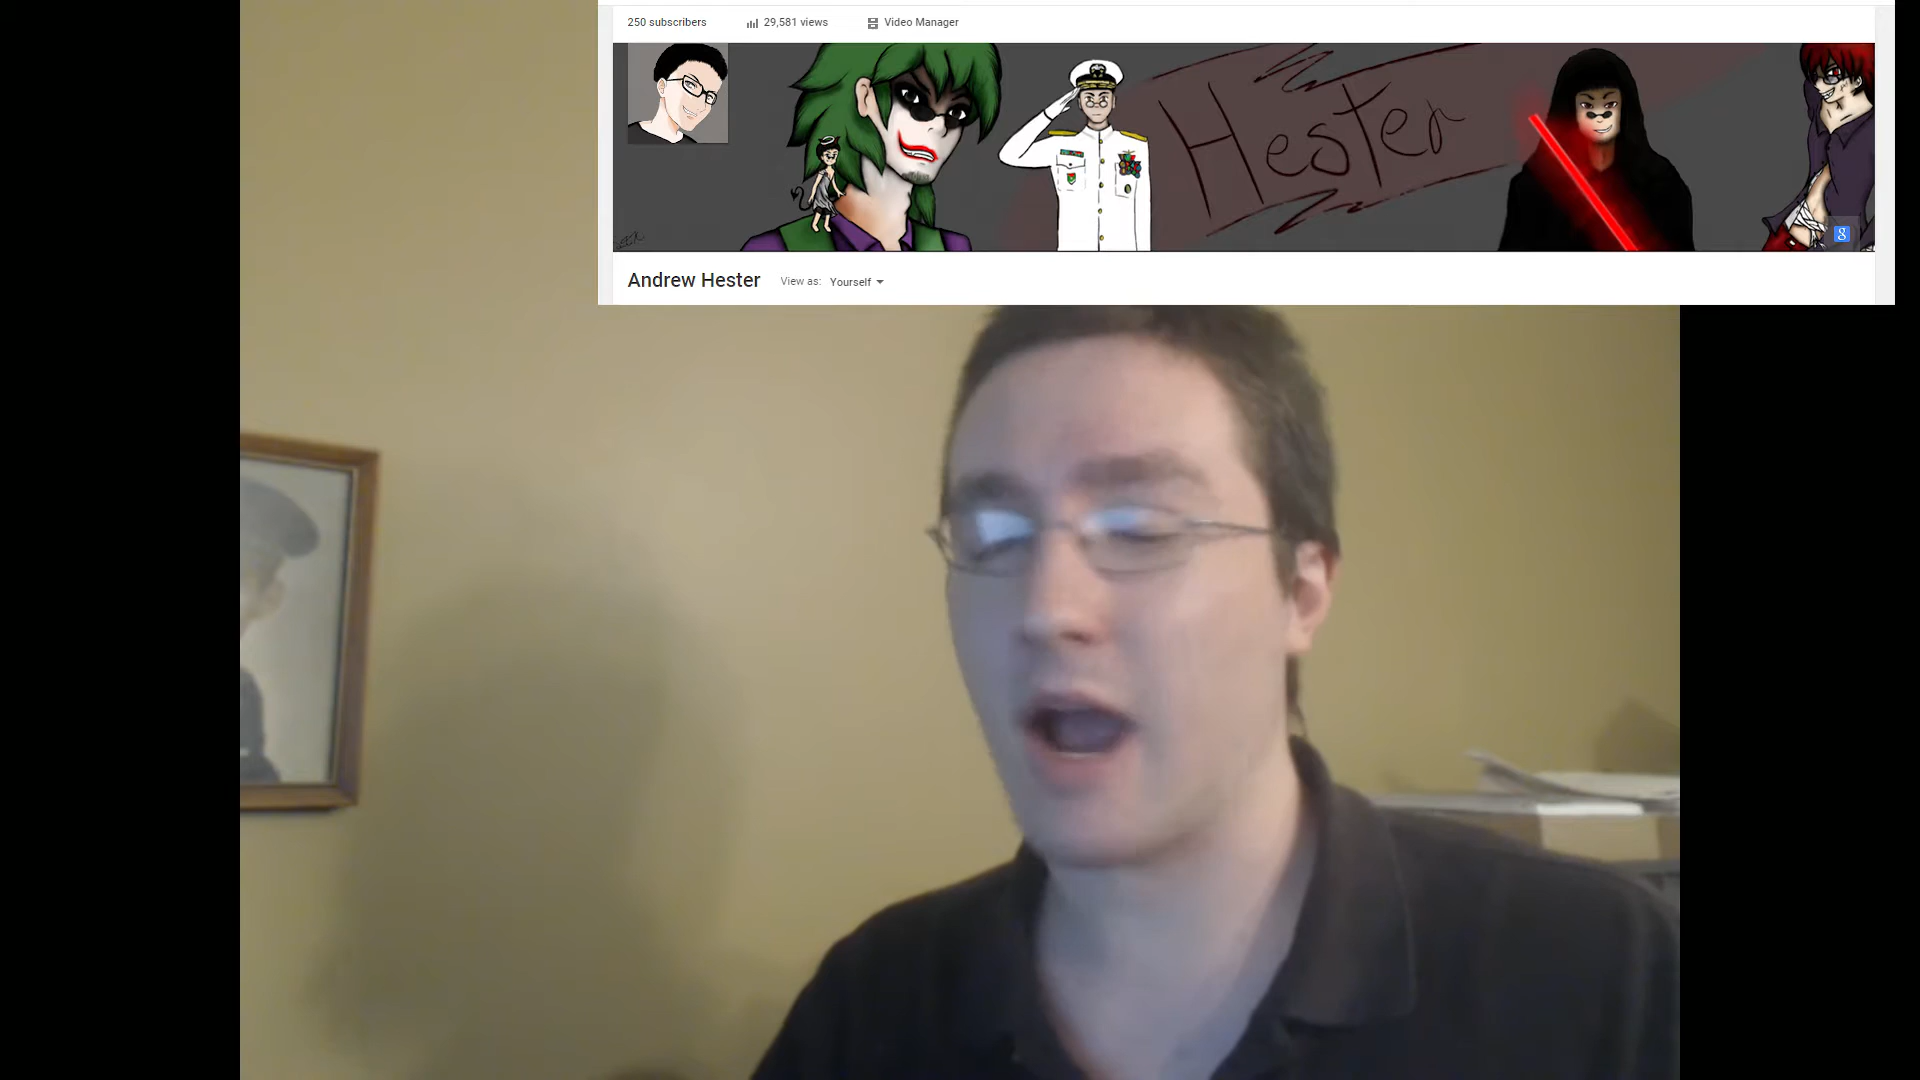 250 subscribers 29,581 views Video Manager
Hester
g
Andrew Hester View as: Yourself